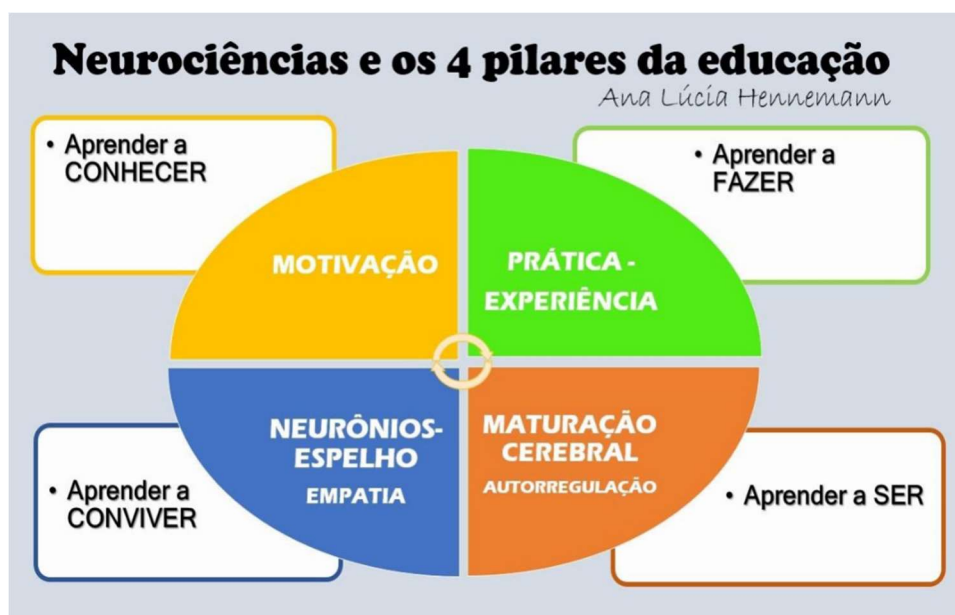 Neurociências e os 4 pilares da educação
Ana Lúcia Hennemann
• Aprender a
CONHECER
• Aprender a
FAZER
MOTIVAÇÃO
PRÁTICA -
EXPERIÊNCIA
NEURÔNIOS-
ESPELHO
EMPATIA
MATURAÇÃO
CEREBRAL
AUTORREGULAÇÃO
• Aprender a
CONVIVER
• Aprender a SER